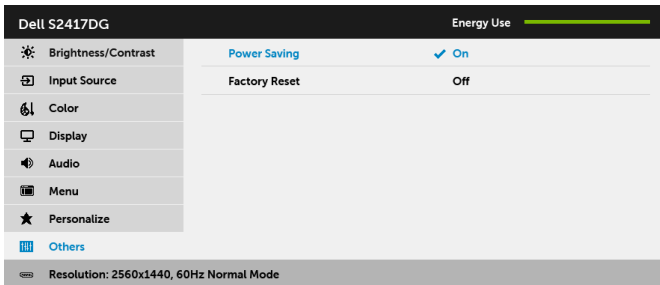 Dell S2417DG Energy Use
Brightness/Contrast Power Saving On
Input Source Factory Reset Off
Color
Display
Audio
Menu
Personalize
Others
Resolution: 2560x1440, 60Hz Normal Mode